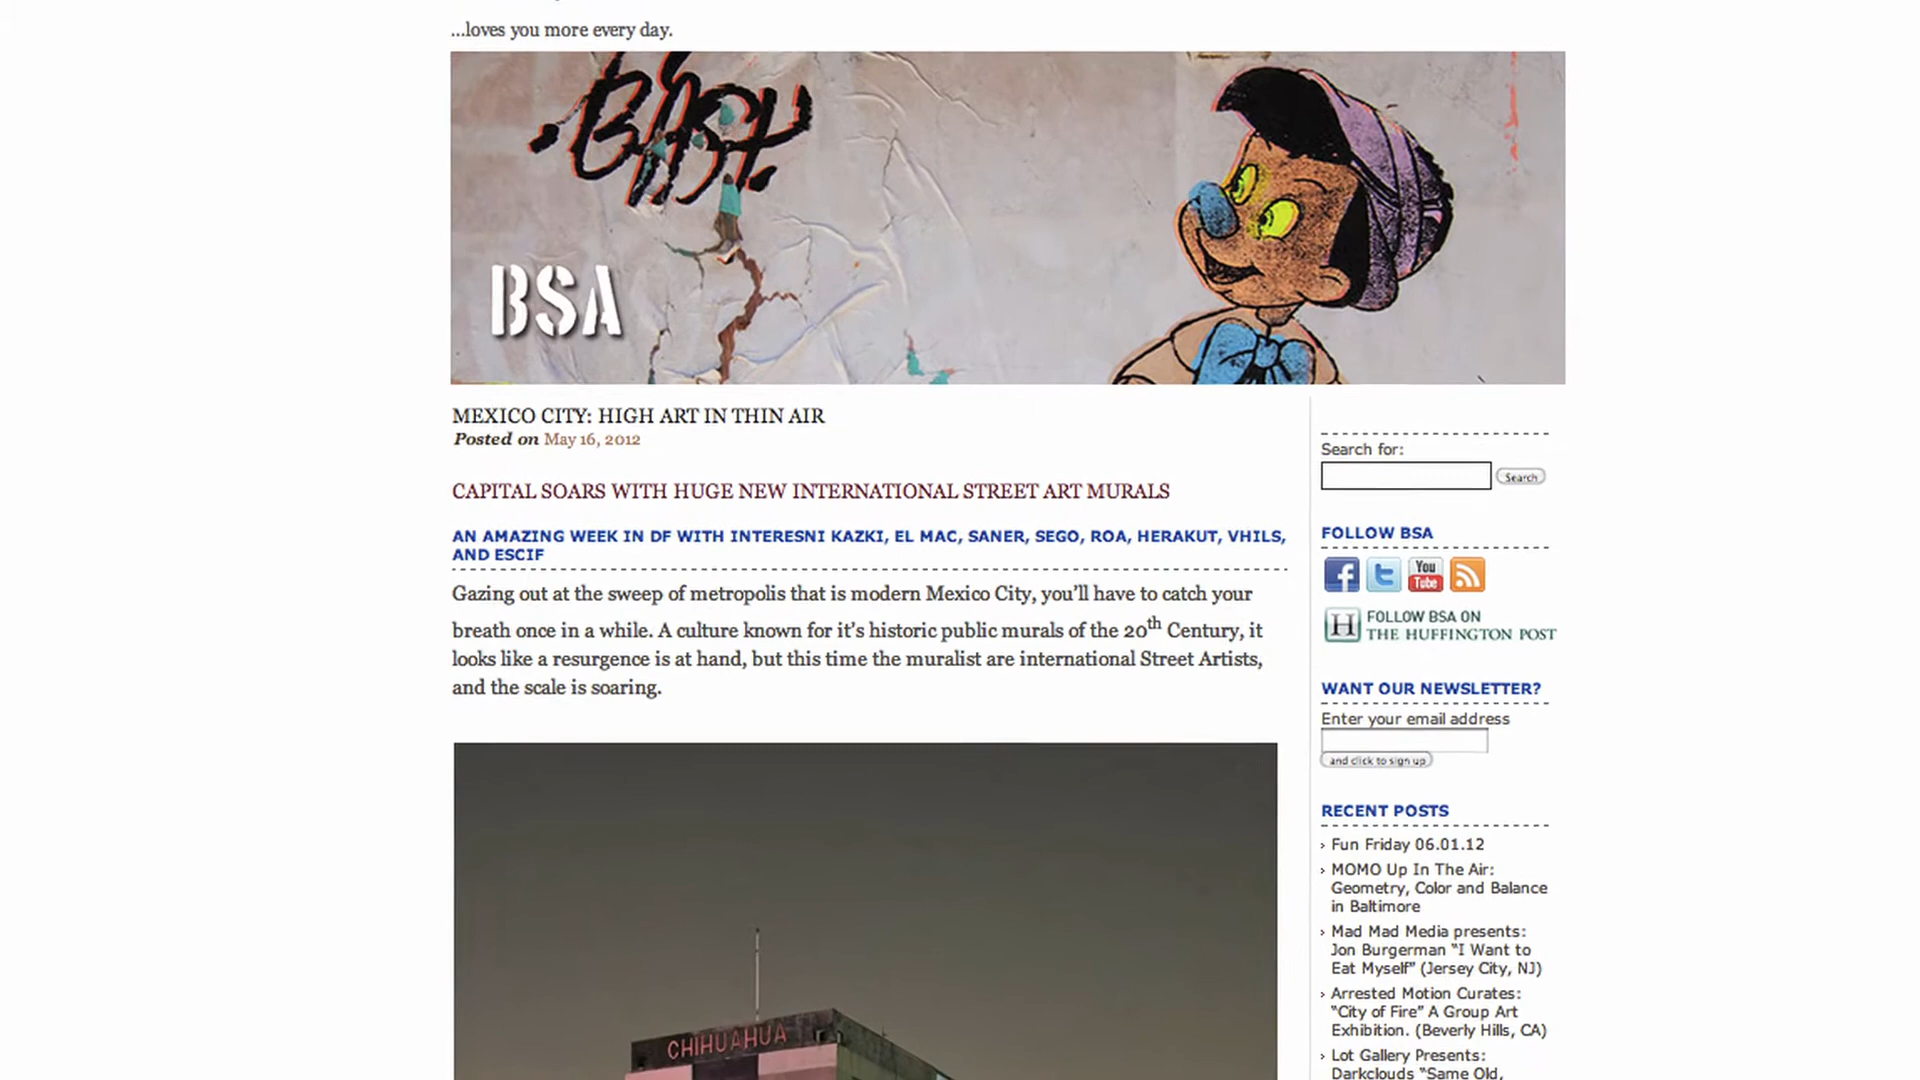 ...loves you more every day.
BAST
BSA
MEXICO CITY: HIGH ART IN THIN AIR
Posted on May 16, 2012
CAPITAL SOARS WITH HUGE NEW INTERNATIONAL STREET ART MURALS
AN AMAZING WEEK IN DF WITH INTERESNI KAZKI, EL MAC, SANER, SEGO, ROA, HERAKUT, VHILS,
AND ESCIF
Gazing out at the sweep of metropolis that is modern Mexico City, you'll have to catch your
breath once in a while. A culture known for it's historic public murals of the 20th Century, it
looks like a resurgence is at hand, but this time the muralist are international Street Artists,
and the scale is soaring.
CHIHUAHUA
Search for:
Search
FOLLOW BSA
You
Tube
FOLLOW BSA ON
H THE HUFFINGTON POST
WANT OUR NEWSLETTER?
Enter your email address
and click to sign up
RECENT POSTS
› Fun Friday 06.01.12
› MOMO Up In The Air:
Geometry, Color and Balance
in Baltimore
› Mad Mad Media presents:
Jon Burgerman "I Want to
Eat Myself" (Jersey City, NJ)
› Arrested Motion Curates:
"City of Fire" A Group Art
Exhibition. (Beverly Hills, CA)
› Lot Gallery Presents:
Darkclouds "Same Old,